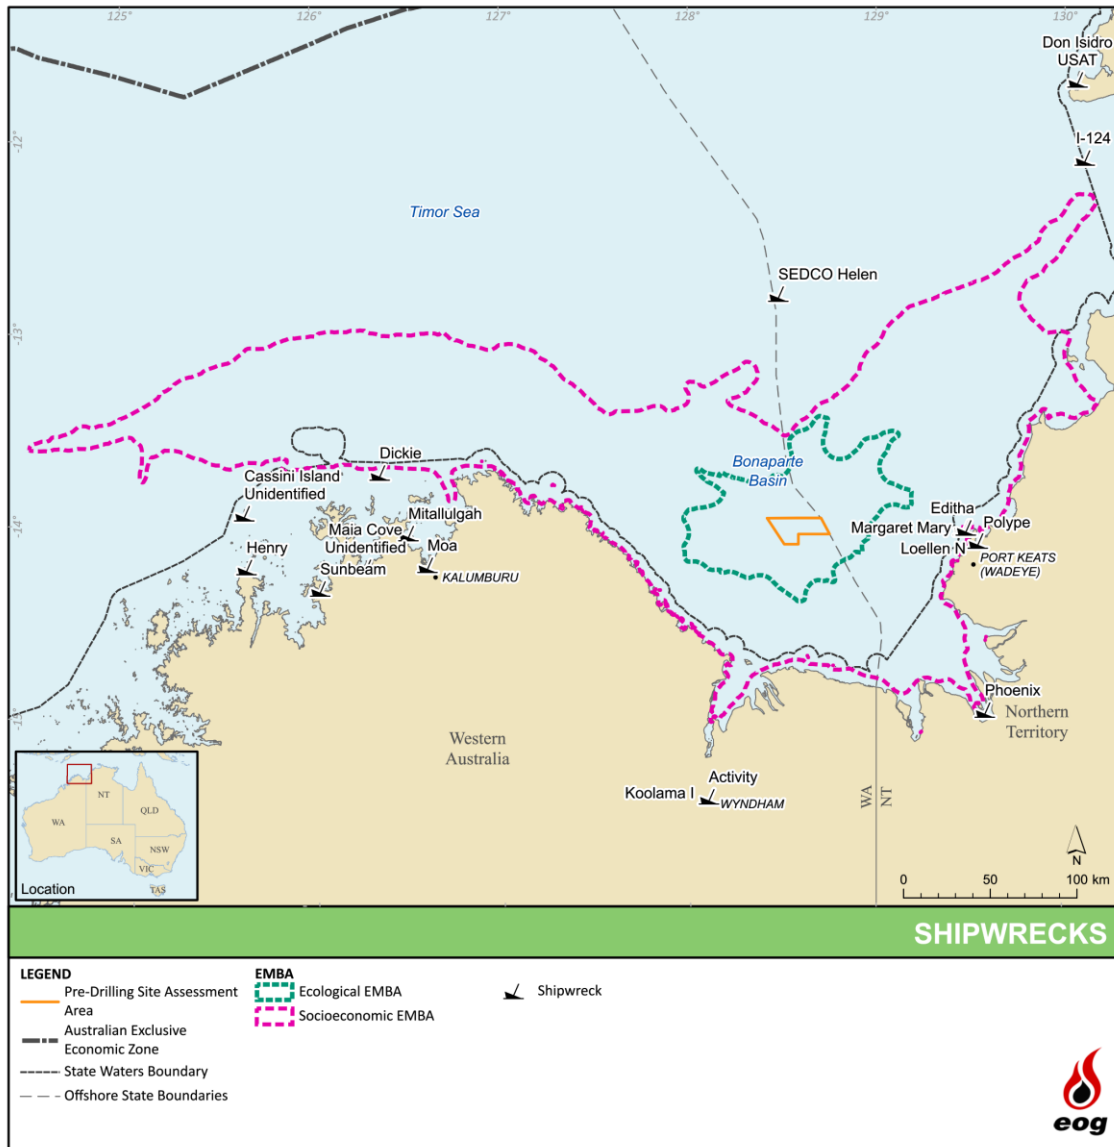 125°
126°
127°
128°
129°
130°
Don Isidro
USAT
-12°
I-124
Timor Sea
SEDCO Helen
-13°
Dickie
Cassini Island
Unidentified
Bonaparte
Basin
-14°
Mitallulgah
Maia Cove
Unidentified
Editha
Margaret Mary
Polype
Loellen N
Henry
Moa
PORT KEATS
(WADEYE)
Sunbeam
KALUMBURU
Phoenix
Northern
Territory
Western
Australia
Activity
Koolama I
WYNDHAM
WA
NT
NT
WA
QLD
SA
NSW
VIC
TAS
Location
N
0 50 100 km
SHIPWRECKS
LEGEND
Pre-Drilling Site Assessment
Area
Australian Exclusive
Economic Zone
State Waters Boundary
Offshore State Boundaries
EMBA
Ecological EMBA
Socioeconomic EMBA
Shipwreck
eog